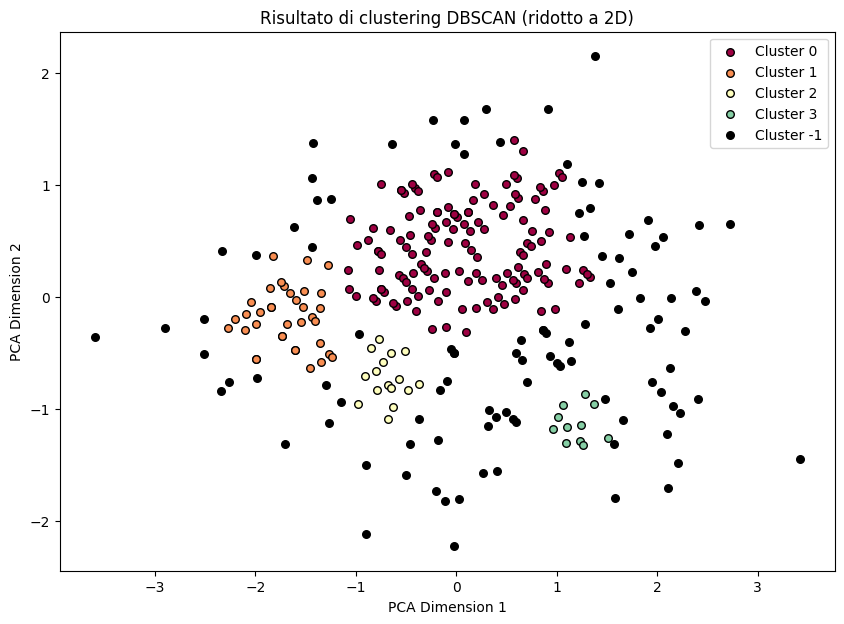 Risultato di clustering DBSCAN (ridotto a 2D)
Cluster 0
Cluster 1
Cluster 2
Cluster 3
Cluster -1
PCA Dimension 2
2
1
0
−1
−2
−3
−2
−1
0
1
2
3
PCA Dimension 1